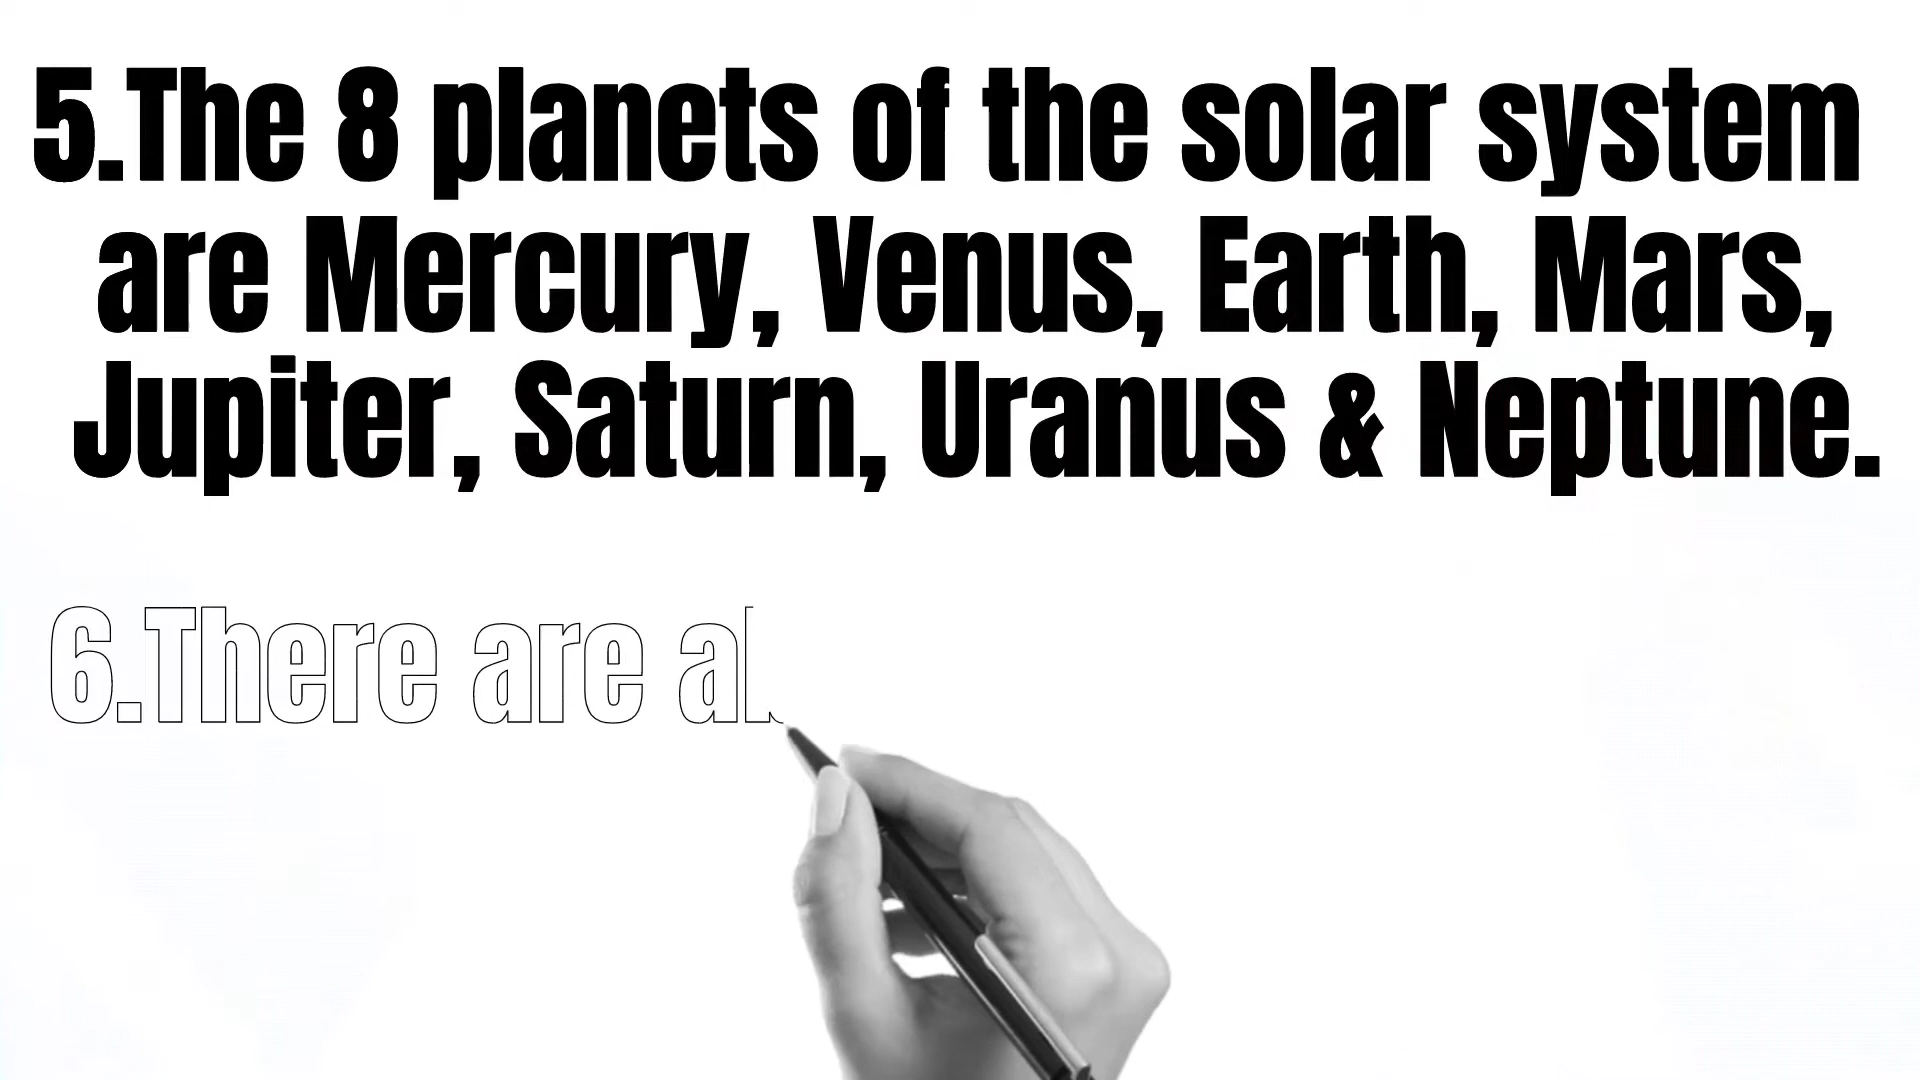 5.The 8 planets of the solar system
are Mercury, Venus, Earth, Mars,
Jupiter, Saturn, Uranus & Neptune.
6.There are